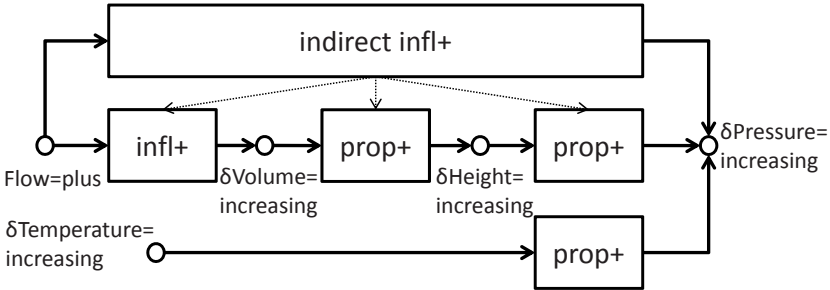 indirect infl+
infl+
prop+
prop+
δPressure=
increasing
Flow=plus
δVolume=
increasing
δHeight=
increasing
δTemperature=
increasing
prop+